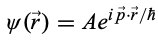 ψ(r⃗) = Ae^{i p⃗·r⃗/ħ}